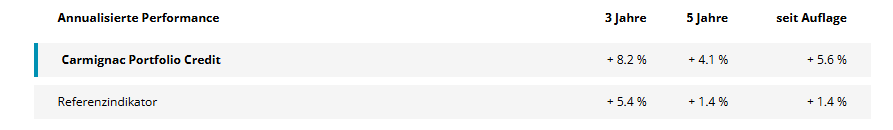 Annualisierte Performance 3 Jahre 5 Jahre seit Auflage
Carmignac Portfolio Credit + 8.2 % + 4.1 % + 5.6 %
Referenzindikator + 5.4 % + 1.4 % + 1.4 %